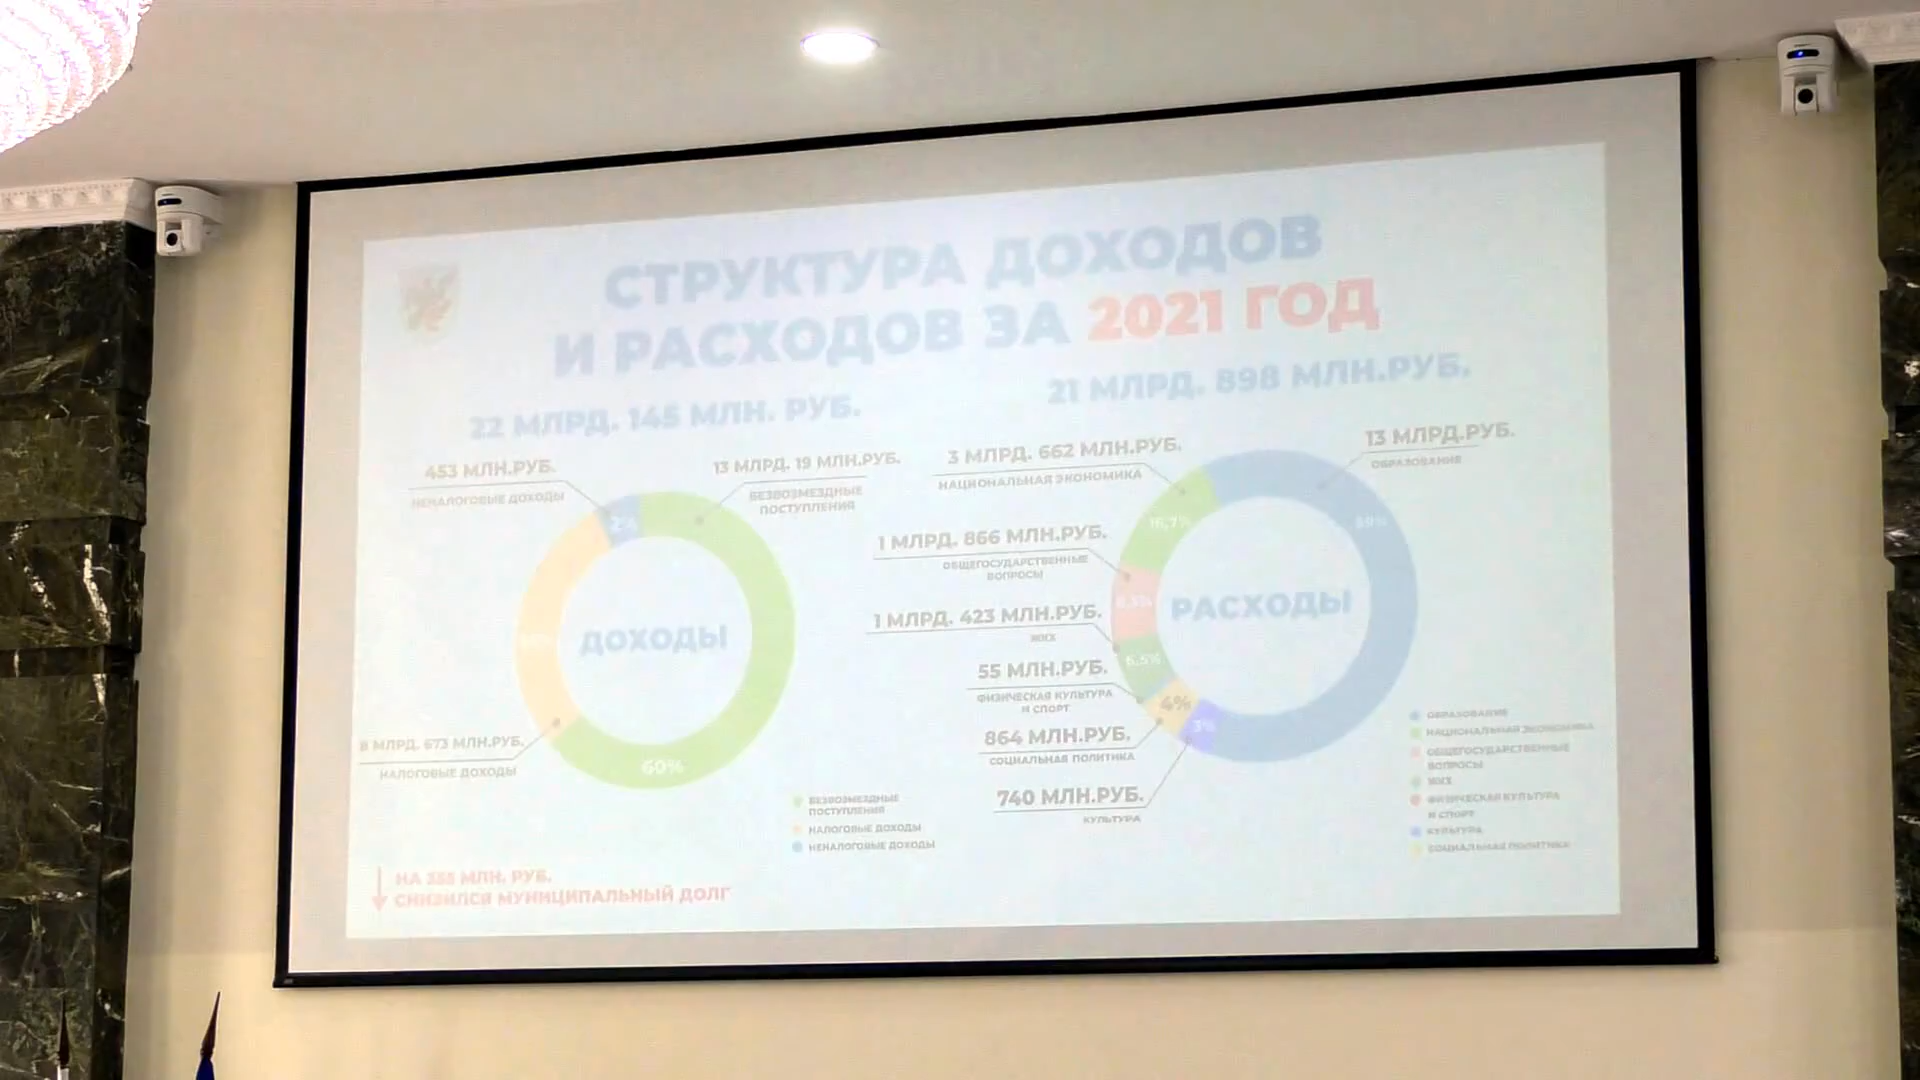 СТРУКТУРА ДОХОДОВ
И РАСХОДОВ ЗА 2021 ГОД
22 МЛРД. 145 МЛН. РУБ.
453 МЛН.РУБ.
НЕНАЛОГОВЫЕ ДОХОДЫ
13 МЛРД. 19 МЛН.РУБ.
БЕЗВОЗМЕЗДНЫЕ
ПОСТУПЛЕНИЯ
2%
ДОХОДЫ
8 МЛРД. 673 МЛН.РУБ.
НАЛОГОВЫЕ ДОХОДЫ
60%
БЕЗВОЗМЕЗДНЫЕ
ПОСТУПЛЕНИЯ
НАЛОГОВЫЕ ДОХОДЫ
НЕНАЛОГОВЫЕ ДОХОДЫ
МЛН. РУБ.
СНИЗИЛСЯ МУНИЦИПАЛЬНЫЙ ДОЛГ
21 МЛРД. 898 МЛН.РУБ.
3 МЛРД. 662 МЛН.РУБ.
НАЦИОНАЛЬНАЯ ЭКОНОМИКА
13 МЛРД.РУБ.
ОБРАЗОВАНИЕ
16,7%
1 МЛРД. 866 МЛН.РУБ.
ОБЩЕГОСУДАРСТВЕННЫЕ
ВОПРОСЫ
РАСХОДЫ
1 МЛРД. 423 МЛН.РУБ.
ЖКХ
6,5%
55 МЛН.РУБ.
ФИЗИЧЕСКАЯ КУЛЬТУРА
И СПОРТ
4%
3%
864 МЛН.РУБ.
СОЦИАЛЬНАЯ ПОЛИТИКА
740 МЛН.РУБ.
КУЛЬТУРА
ОБРАЗОВАНИЕ
НАЦИОНАЛЬНАЯ ЭКОНОМИКА
ОБЩЕГОСУДАРСТВЕННЫЕ
ВОПРОСЫ
ЖКХ
ФИЗИЧЕСКАЯ КУЛЬТУРА
И СПОРТ
КУЛЬТУРА
СОЦИАЛЬНАЯ ПОЛИТИКА